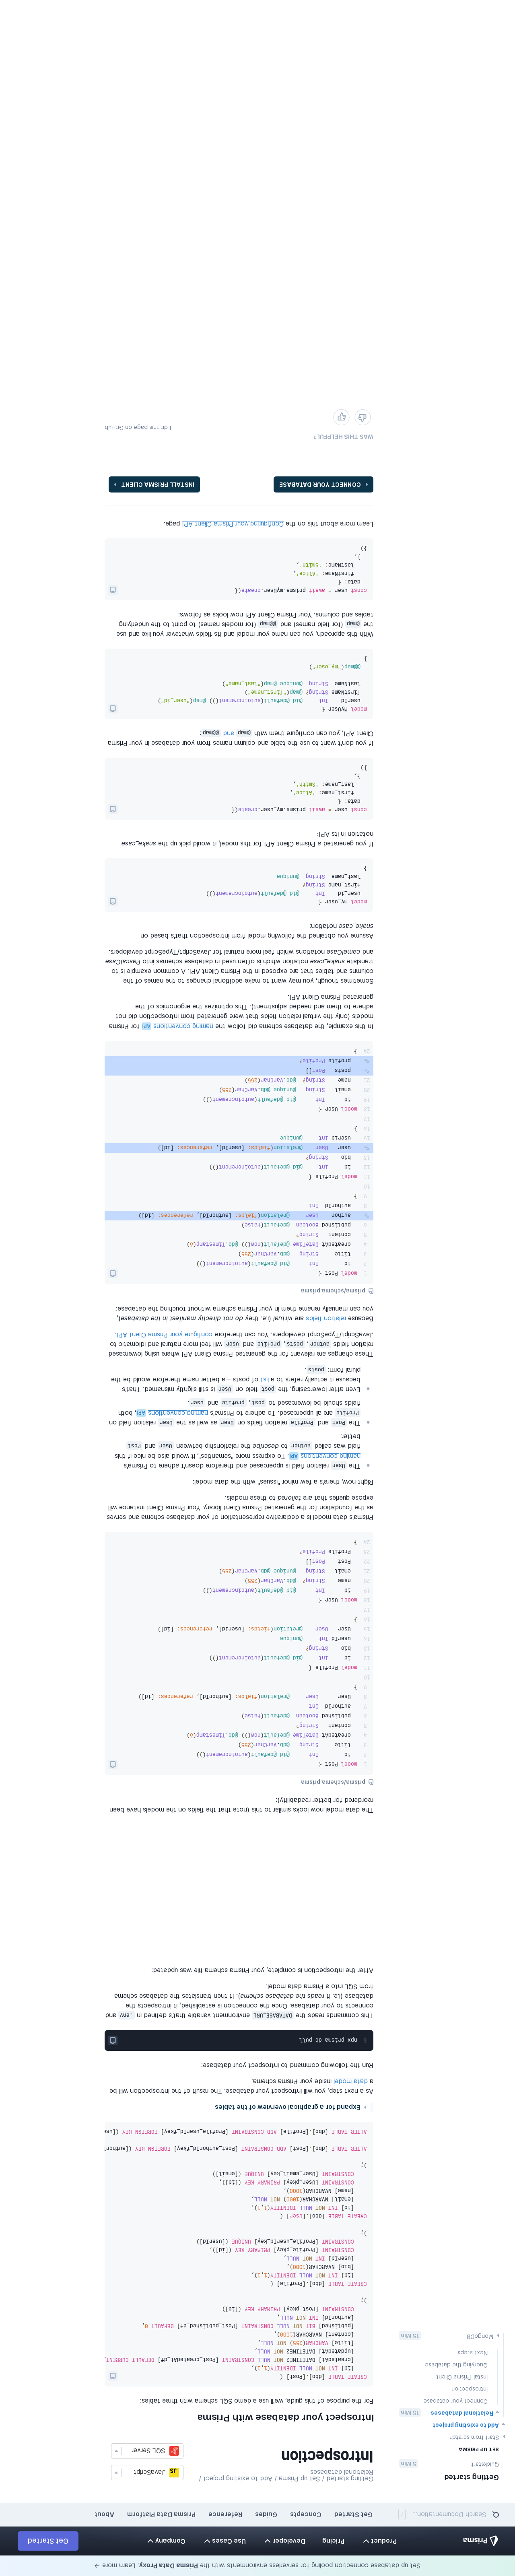 Set up database connection pooling for serverless environments with the Prisma Data Proxy. Learn more →
Prisma
Product
Pricing
Developer
Use Cases
Company
Get Started
Search Documentation...
/
Get Started
Concepts
Guides
Reference
Prisma Data Platform
About
Getting started
Quickstart
5 Min
SET UP PRISMA
Start from scratch
Add to existing project
Relational databases
15 Min
Connect your database
Introspection
Install Prisma Client
Querying the database
Next steps
MongoDB
15 Min
Getting started / Set up Prisma / Add to existing project /
Relational databases
Introspection
JavaScript
SQL Server
Introspect your database with Prisma
For the purpose of this guide, we'll use a demo SQL schema with three tables:
CREATE TABLE [dbo].[Post] (
[id] INT NOT NULL IDENTITY(1,1),
[createdAt] DATETIME2 NOT NULL CONSTRAINT [Post_createdAt_df] DEFAULT CURRENT
[updatedAt] DATETIME2 NOT NULL,
[title] VARCHAR(255) NOT NULL,
[content] NVARCHAR(1000),
[published] BIT NOT NULL CONSTRAINT [Post_published_df] DEFAULT 0,
[authorId] INT NOT NULL,
CONSTRAINT [Post_pkey] PRIMARY KEY ([id])
);
CREATE TABLE [dbo].[Profile] (
[id] INT NOT NULL IDENTITY(1,1),
[bio] NVARCHAR(1000),
[userId] INT NOT NULL,
CONSTRAINT [Profile_pkey] PRIMARY KEY ([id]),
CONSTRAINT [Profile_userId_key] UNIQUE ([userId])
);
CREATE TABLE [dbo].[User] (
[id] INT NOT NULL IDENTITY(1,1),
[email] NVARCHAR(1000) NOT NULL,
[name] NVARCHAR(1000),
CONSTRAINT [User_pkey] PRIMARY KEY ([id]),
CONSTRAINT [User_email_key] UNIQUE ([email])
);
ALTER TABLE [dbo].[Post] ADD CONSTRAINT [Post_authorId_fkey] FOREIGN KEY ([author
ALTER TABLE [dbo].[Profile] ADD CONSTRAINT [Profile_userId_fkey] FOREIGN KEY ([us
Expand for a graphical overview of the tables
As a next step, you will introspect your database. The result of the introspection will be
a data model inside your Prisma schema.
Run the following command to introspect your database:
1 npx prisma db pull
This commands reads the DATABASE_URL environment variable that's defined in .env and
connects to your database. Once the connection is established, it introspects the
database (i.e. it reads the database schema). It then translates the database schema
from SQL into a Prisma data model.
After the introspection is complete, your Prisma schema file was updated:
The data model now looks similar to this (note that the fields on the models have been
reordered for better readability):
prisma/schema.prisma
1 model Post {
2 id Int @id @default(autoincrement())
3 title String @db.VarChar(255)
4 createdAt DateTime @default(now()) @db.Timestamp(6)
5 content String?
6 published Boolean @default(false)
7 authorId Int
8 User User @relation(fields: [authorId], references: [id])
9 }
10
11 model Profile {
12 id Int @id @default(autoincrement())
13 bio String?
14 userId Int @unique
15 User User @relation(fields: [userId], references: [id])
16 }
17
18 model User {
19 id Int @id @default(autoincrement())
20 name String? @db.VarChar(255)
21 email String @unique @db.VarChar(255)
22 Post Post[]
23 Profile Profile?
24 }
Prisma's data model is a declarative representation of your database schema and serves
as the foundation for the generated Prisma Client library. Your Prisma Client instance will
expose queries that are tailored to these models.
Right now, there's a few minor "issues" with the data model:
The User relation field is uppercased and therefore doesn't adhere to Prisma's
naming conventions API. To express more "semantics", it would also be nice if this
field was called author to describe the relationship between User and Post
better.
The Post and Profile relation fields on User as well as the User relation field on
Profile are all uppercased. To adhere to Prisma's naming conventions API, both
fields should be lowercased to post, profile and user.
Even after lowercasing, the post field on User is still slightly misnamed. That's
because it actually refers to a list of posts – a better name therefore would be the
plural form: posts.
These changes are relevant for the generated Prisma Client API where using lowercased
relation fields author, posts, profile and user will feel more natural and idiomatic to
JavaScript/TypeScript developers. You can therefore configure your Prisma Client API.
Because relation fields are virtual (i.e. they do not directly manifest in the database),
you can manually rename them in your Prisma schema without touching the database:
prisma/schema.prisma
1 model Post {
2 id Int @id @default(autoincrement())
3 title String @db.VarChar(255)
4 createdAt DateTime @default(now()) @db.Timestamp(6)
5 content String?
6 published Boolean @default(false)
author User @relation(fields: [authorId], references: [id])
8 authorId Int
9 }
10
11 model Profile {
12 id Int @id @default(autoincrement())
13 bio String?
user User @relation(fields: [userId], references: [id])
15 userId Int @unique
16 }
17
18 model User {
19 id Int @id @default(autoincrement())
20 email String @unique @db.VarChar(255)
21 name String? @db.VarChar(255)
posts Post[]
profile Profile?
24 }
In this example, the database schema did follow the naming conventions API for Prisma
models (only the virtual relation fields that were generated from introspection did not
adhere to them and needed adjustment). This optimizes the ergonomics of the
generated Prisma Client API.
Sometimes though, you may want to make additional changes to the names of the
columns and tables that are exposed in the Prisma Client API. A common example is to
translate snake_case notation which is often used in database schemas into PascalCase
and camelCase notations which feel more natural for JavaScript/TypeScript developers.
Assume you obtained the following model from introspection that's based on
snake_case notation:
model my_user {
user_id Int @id @default(autoincrement())
first_name String?
last_name String @unique
}
If you generated a Prisma Client API for this model, it would pick up the snake_case
notation in its API:
const user = await prisma.my_user.create({
data: {
first_name: 'Alice',
last_name: 'Smith',
},
})
If you don't want to use the table and column names from your database in your Prisma
Client API, you can configure them with @map and @@map:
model MyUser {
userId Int @id @default(autoincrement()) @map("user_id")
firstName String? @map("first_name")
lastName String @unique @map("last_name")
@@map("my_user")
}
With this approach, you can name your model and its fields whatever you like and use
the @map (for field names) and @@map (for models names) to point to the underlying
tables and columns. Your Prisma Client API now looks as follows:
const user = await prisma.myUser.create({
data: {
firstName: 'Alice',
lastName: 'Smith',
},
})
Learn more about this on the Configuring your Prisma Client API page.
CONNECT YOUR DATABASE
INSTALL PRISMA CLIENT
WAS THIS HELPFUL?
Edit this page on GitHub